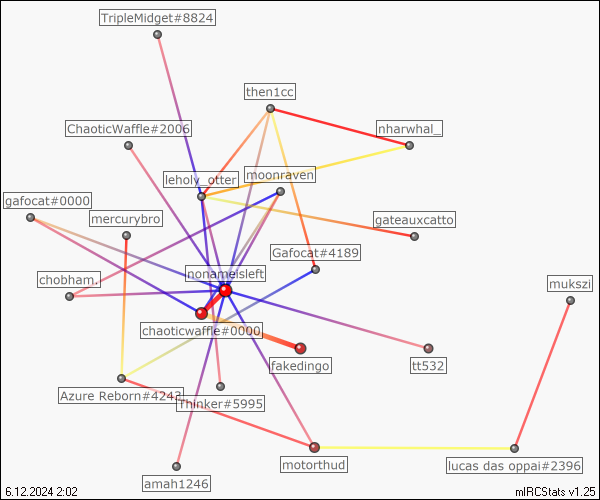 TripleMidget#8824
then1cc
ChaoticWaffle#2006
nharwhal_
leholy_otter
moonraven
gafocat#0000
mercurybro
gateauxcatto
Gafocat#4189
chobham.
nonameisleft
mukszi
chaoticwaffle#0000
fakedingo
tt532
Azure Reborn#4243
Thinker#5995
motorthud
lucas das oppai#2396
amah1246
6.12.2024 2:02
mIRCStats v1.25